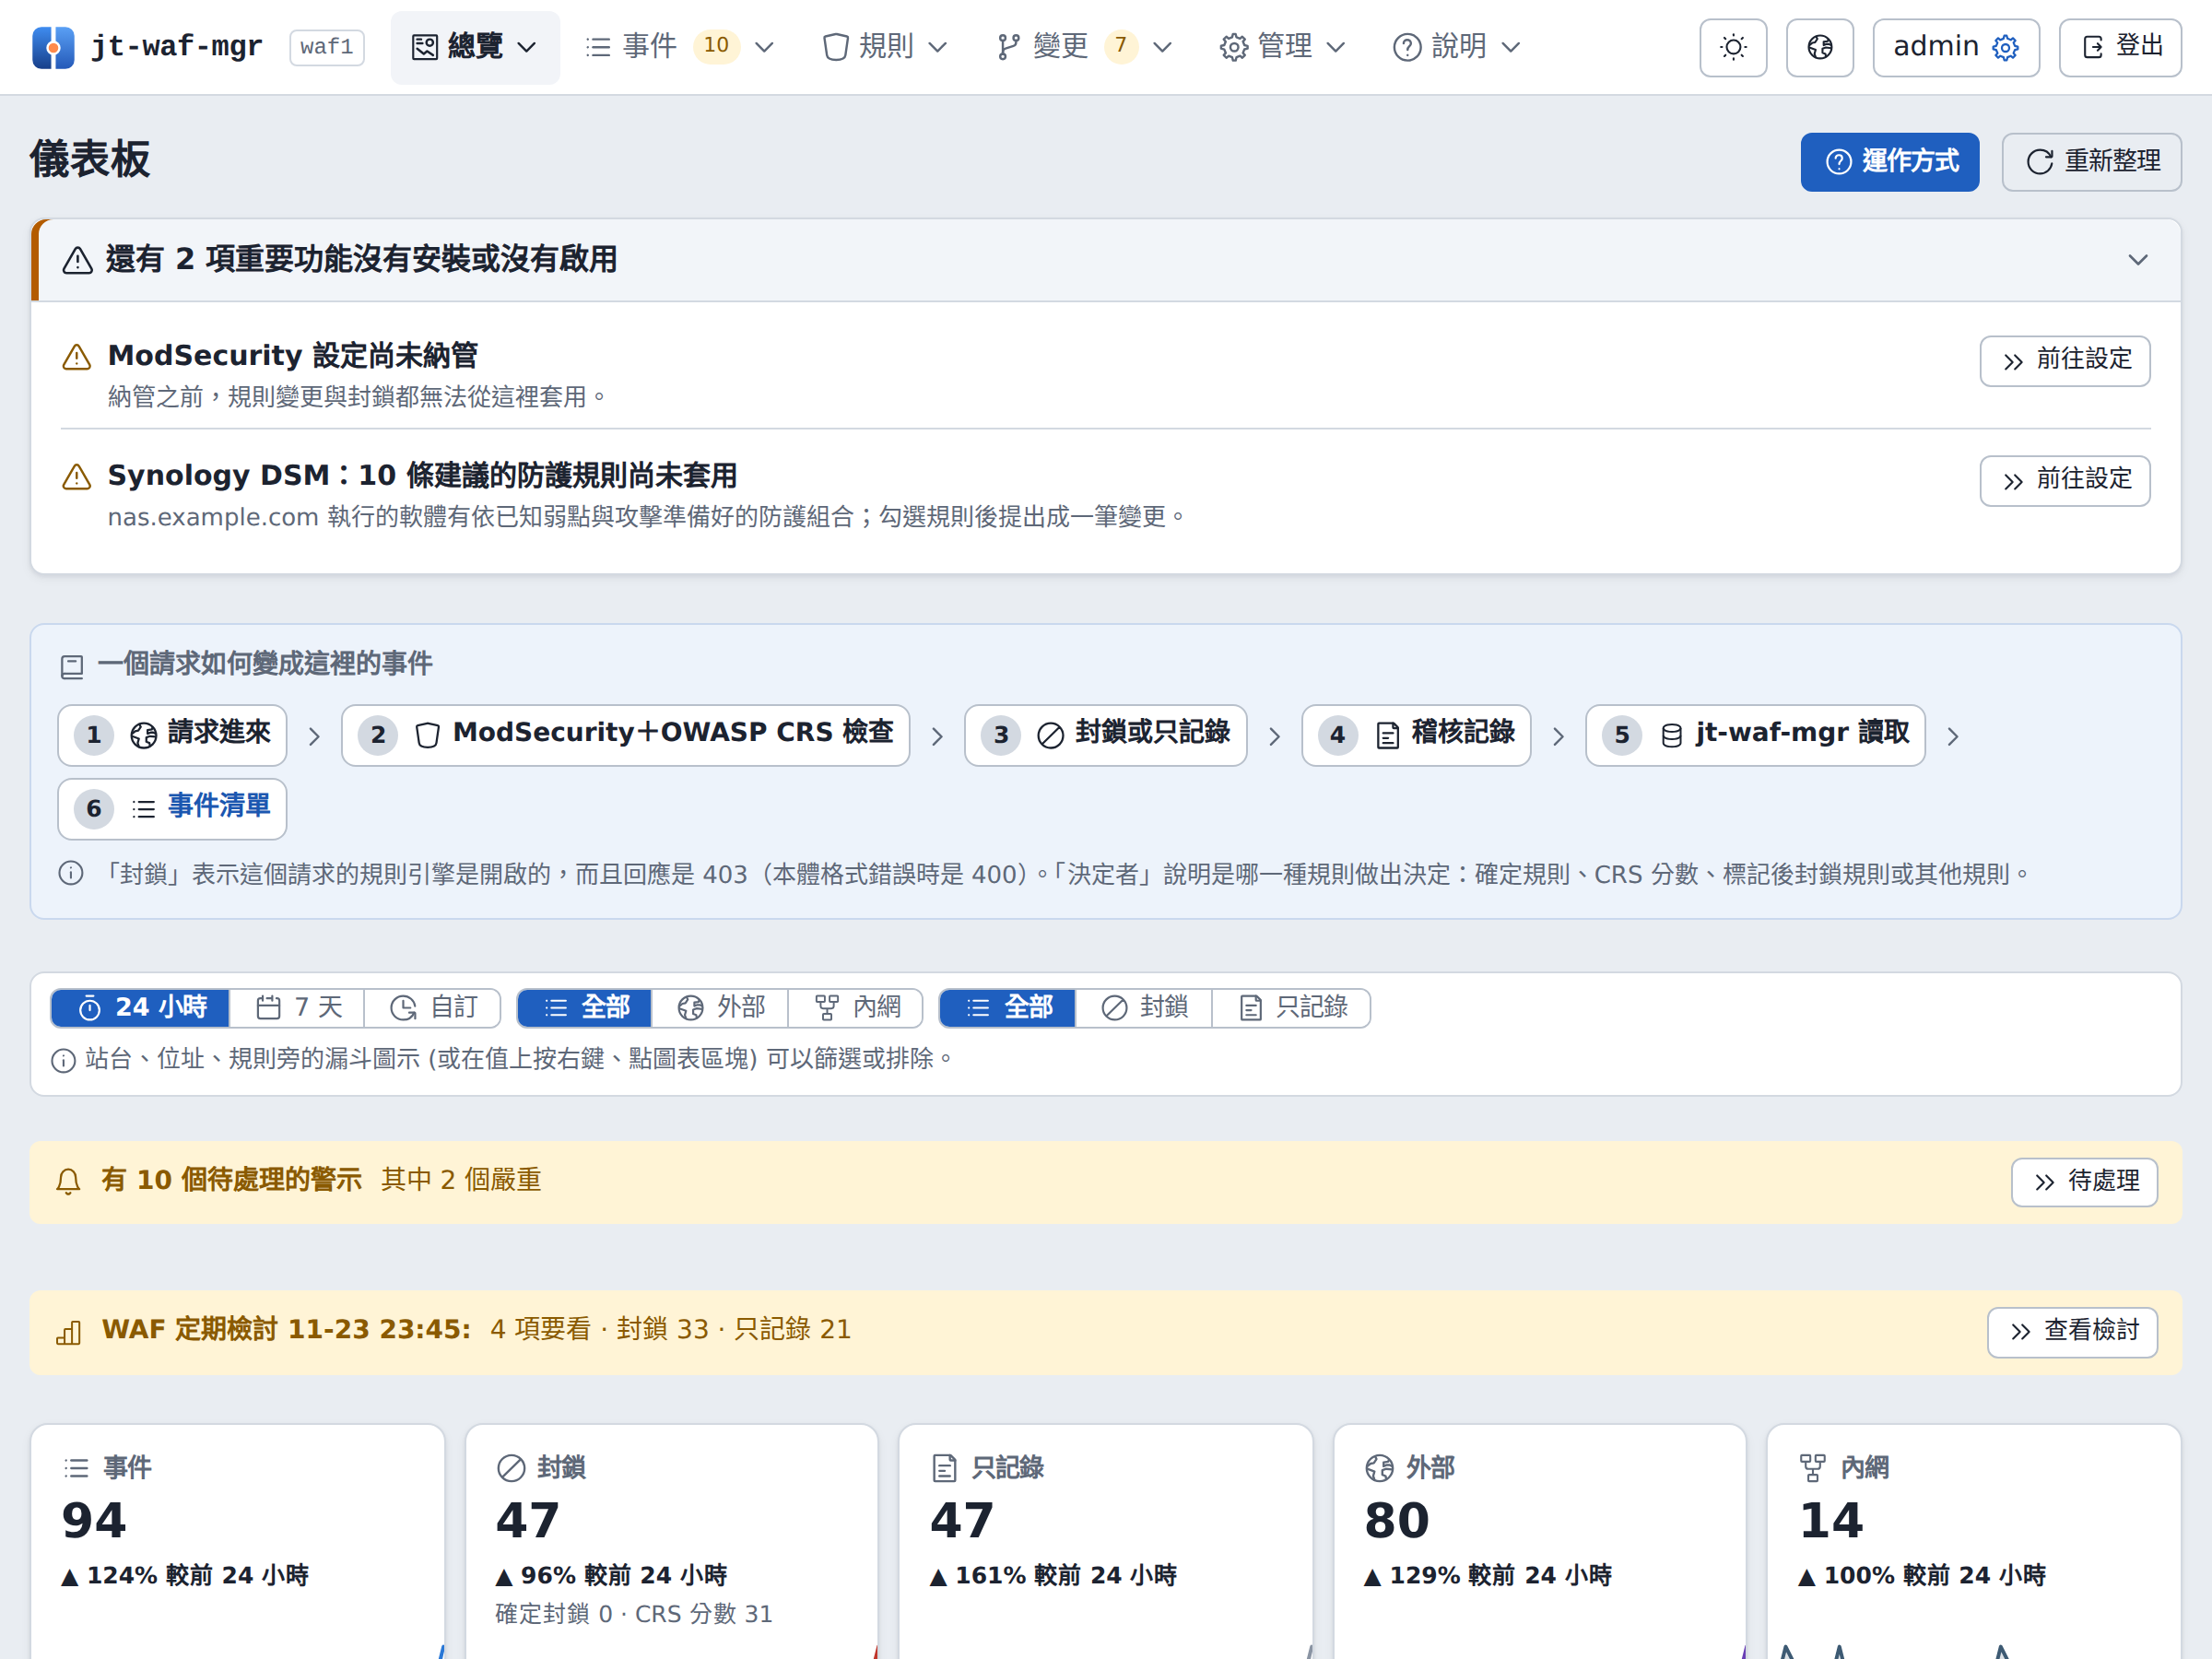 jt-waf-mgr waf1 總覽 事件 10 規則 變更 7 管理 說明 admin 登出
儀表板
運作方式 重新整理
還有 2 項重要功能沒有安裝或沒有啟用
ModSecurity 設定尚未納管
納管之前，規則變更與封鎖都無法從這裡套用。
前往設定
Synology DSM：10 條建議的防護規則尚未套用
nas.example.com 執行的軟體有依已知弱點與攻擊準備好的防護組合；勾選規則後提出成一筆變更。
前往設定
一個請求如何變成這裡的事件
1 請求進來 2 ModSecurity＋OWASP CRS 檢查 3 封鎖或只記錄 4 稽核記錄 5 jt-waf-mgr 讀取
6 事件清單
「封鎖」表示這個請求的規則引擎是開啟的，而且回應是 403（本體格式錯誤時是 400）。「決定者」說明是哪一種規則做出決定：確定規則、CRS 分數、標記後封鎖規則或其他規則。
24 小時 7 天 自訂 全部 外部 內網 全部 封鎖 只記錄
站台、位址、規則旁的漏斗圖示 (或在值上按右鍵、點圖表區塊) 可以篩選或排除。
有 10 個待處理的警示 其中 2 個嚴重 待處理
WAF 定期檢討 11-23 23:45: 4 項要看 · 封鎖 33 · 只記錄 21 查看檢討
事件
94
▲ 124% 較前 24 小時
封鎖
47
▲ 96% 較前 24 小時
確定封鎖 0 · CRS 分數 31
只記錄
47
▲ 161% 較前 24 小時
外部
80
▲ 129% 較前 24 小時
內網
14
▲ 100% 較前 24 小時